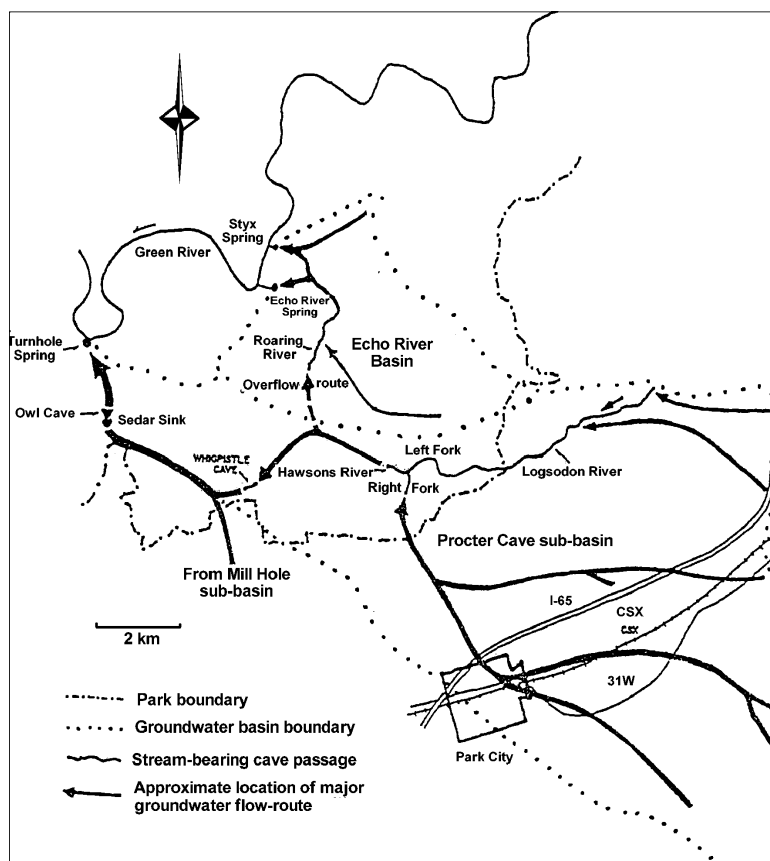 Styx
Spring
Green River
Echo River
Spring
Turnhole
Spring
Roaring
River
Echo River
Basin
Overflow route
Owl Cave
Sedar Sink
WHIGPISTLE
CAVE
Hawsons River
Left Fork
Right Fork
Logsodon River
Procter Cave sub-basin
From Mill Hole
sub-basin
I-65
CSX
CSX
2 km
31W
Park City
Park boundary
Groundwater basin boundary
Stream-bearing cave passage
Approximate location of major
groundwater flow-route